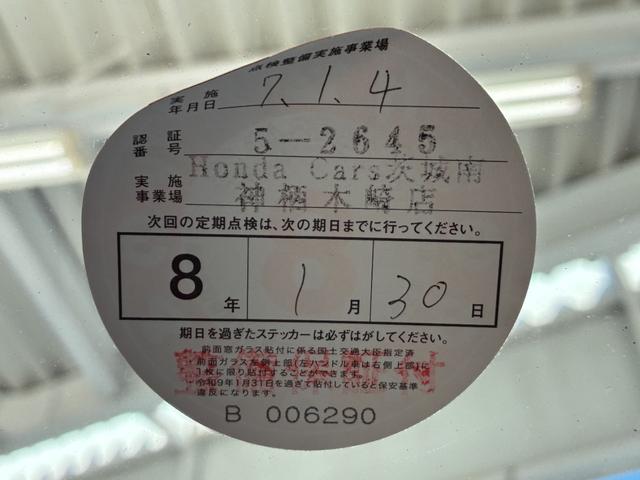 点検整備実施事業場
実施年月日 7.1.4
認証番号 5-2645
実施事業場 Honda Cars茨城南
神栖木崎店
次回の定期点検は、次の期日までに行ってください。
8年 1月 30日
期日を過ぎたステッカーは必ずはがしてください。
前面窓ガラス貼付に係る国土交通大臣指定済
前面ガラス左側上部(左ハンドル車は右側上部)に
1枚に限り貼付することができます。
令和9年1月31日を過ぎて貼付していると保安基準
違反になります。
B 006290